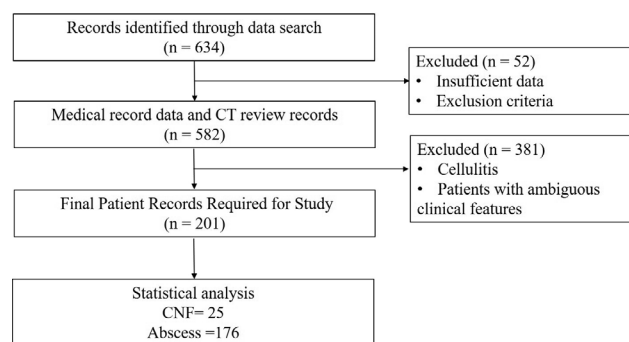 Records identified through data search
(n = 634)
Excluded (n = 52)
• Insufficient data
• Exclusion criteria
Medical record data and CT review records
(n = 582)
Excluded (n = 381)
• Cellulitis
• Patients with ambiguous
clinical features
Final Patient Records Required for Study
(n = 201)
Statistical analysis
CNF= 25
Abscess =176